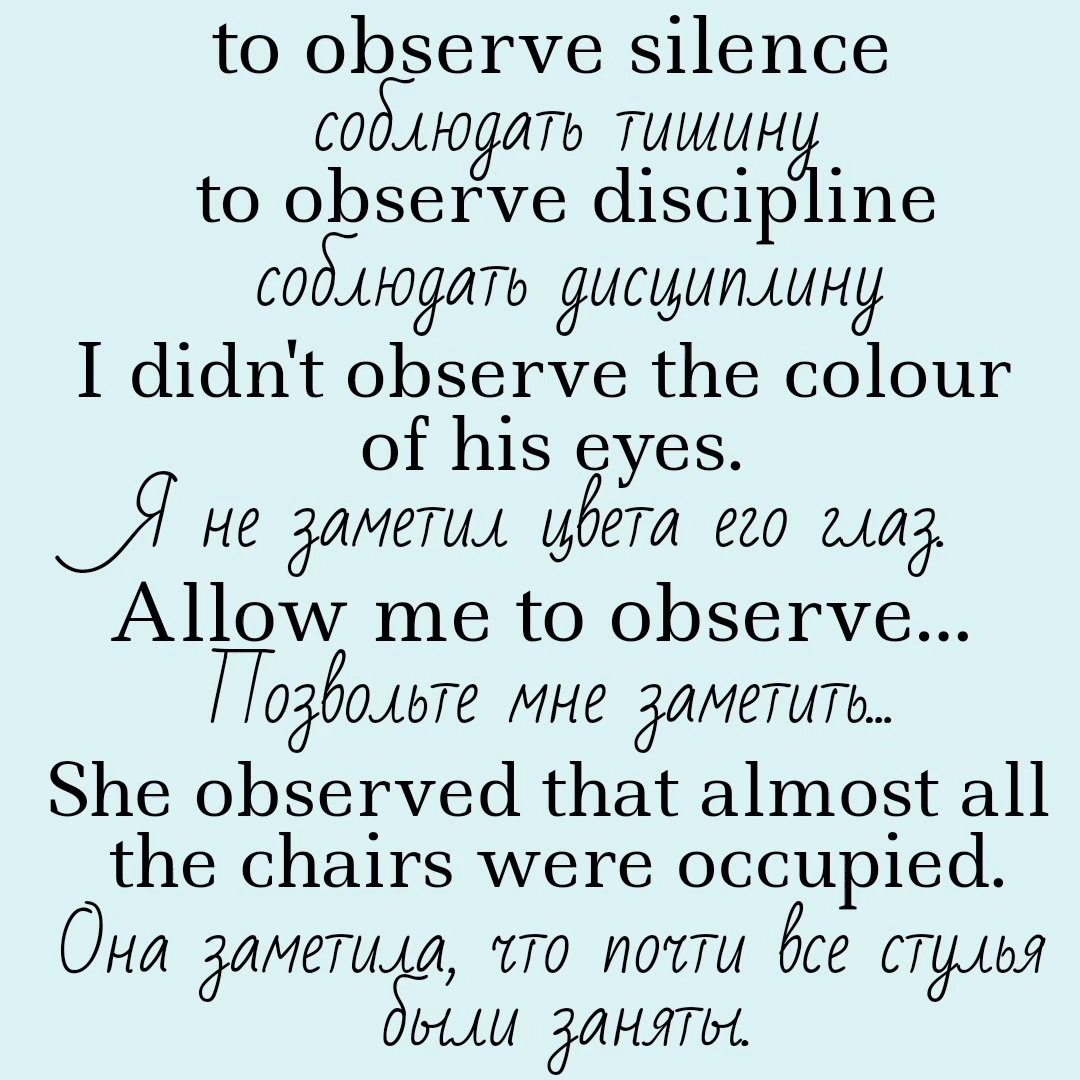 to observe silence
соблюдать тишину
to observe discipline
соблюдать дисциплину
I didn't observe the colour
of his eyes.
Я не заметил цвета его глаз.
Allow me to observe...
Позвольте мне заметить...
She observed that almost all
the chairs were occupied.
Она заметила, что почти все стулья
были заняты.